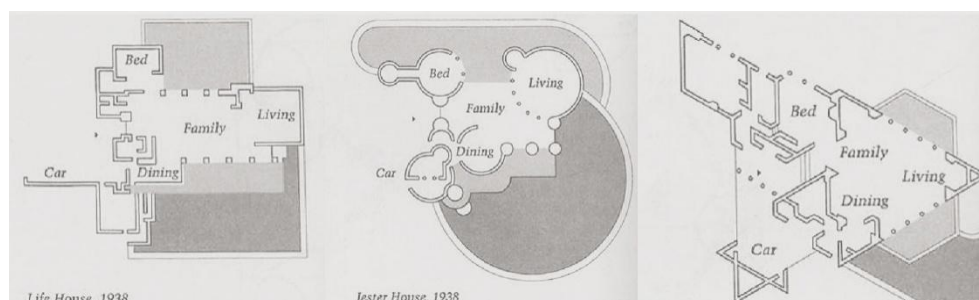 Bed
Family
Living
Car
Dining
Life House, 1938
Bed
Living
Family
Dining
Car
Jester House, 1938
Bed
Family
Living
Dining
Car